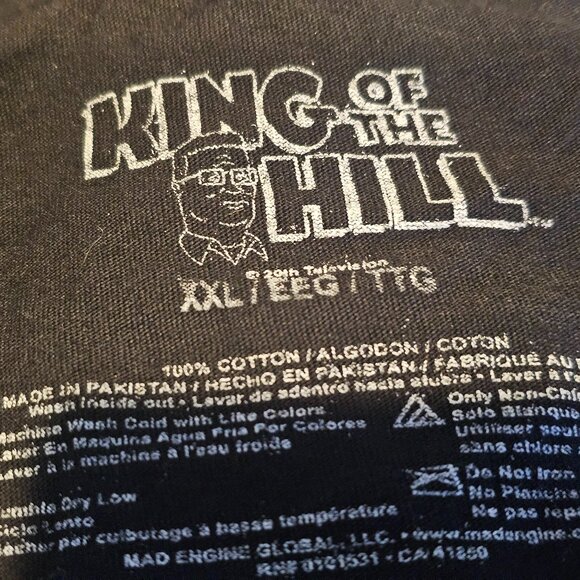 KING OF THE HILL™
© 20th Television
XXL / EEG / TTG
100% COTTON / ALGODON / COTON
MADE IN PAKISTAN / HECHO EN PAKISTAN / FABRIQUE AU
Wash inside out • Lavar de adentro hacia afuera • Laver à
Machine Wash Cold with Like Colors
Lavar En Maquina Agua Fria Por Colores
Laver à la machine à l'eau froide
Only Non-Chl
Solo Blanque
Utiliser seul
sans chlore
Tumble Dry Low
Ciclo Lento
Sécher par culbutage à basse température
Do Not Iron
No Plancha
Ne pas repa
MAD ENGINE GLOBAL, LLC. • www.madengine.
RN# 0101531 • CA 41850